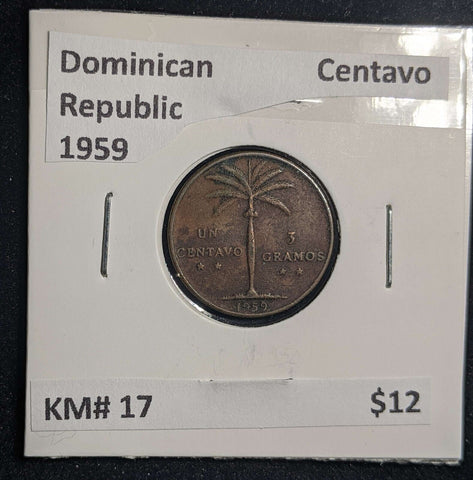 Dominican Centavo
Republic
1959
UN 3
CENTAVO GRAMOS
1959
KM# 17 $12